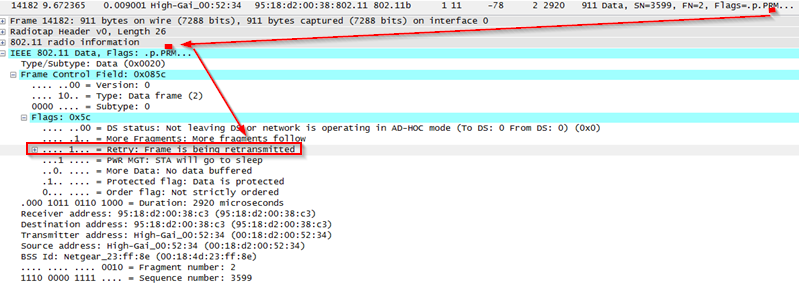 14182 9.672365 0.009001 High-Gai_00:52:34 95:18:d2:00:38:802.11 802.11b 1 11 -78 2 2920 911 Data, SN=3599, FN=2, Flags=.p.PRM...
Frame 14182: 911 bytes on wire (7288 bits), 911 bytes captured (7288 bits) on interface 0
Radiotap Header v0, Length 26
802.11 radio information
IEEE 802.11 Data, Flags: .p.PRM...
Type/Subtype: Data (0x0020)
Frame Control Field: 0x085c
.... ..00 = Version: 0
.... 10.. = Type: Data frame (2)
0000 .... = Subtype: 0
Flags: 0x5c
.... ..00 = DS status: Not leaving DS or network is operating in AD-HOC mode (To DS: 0 From DS: 0) (0x0)
.... .1.. = More Fragments: More fragments follow
.... 1... = Retry: Frame is being retransmitted
...1 .... = PWR MGT: STA will go to sleep
..0. .... = More Data: No data buffered
.1.. .... = Protected flag: Data is protected
0... .... = Order flag: Not strictly ordered
.000 1011 0110 1000 = Duration: 2920 microseconds
Receiver address: 95:18:d2:00:38:c3 (95:18:d2:00:38:c3)
Destination address: 95:18:d2:00:38:c3 (95:18:d2:00:38:c3)
Transmitter address: High-Gai_00:52:34 (00:18:d2:00:52:34)
Source address: High-Gai_00:52:34 (00:18:d2:00:52:34)
BSS Id: Netgear_23:ff:8e (00:18:4d:23:ff:8e)
.... .... .... 0010 = Fragment number: 2
1110 0000 1111 .... = Sequence number: 3599